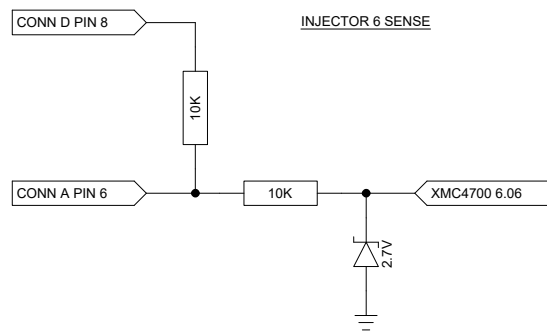 CONN D PIN 8
INJECTOR 6 SENSE
10K
CONN A PIN 6
10K
XMC4700 6.06
2.7V